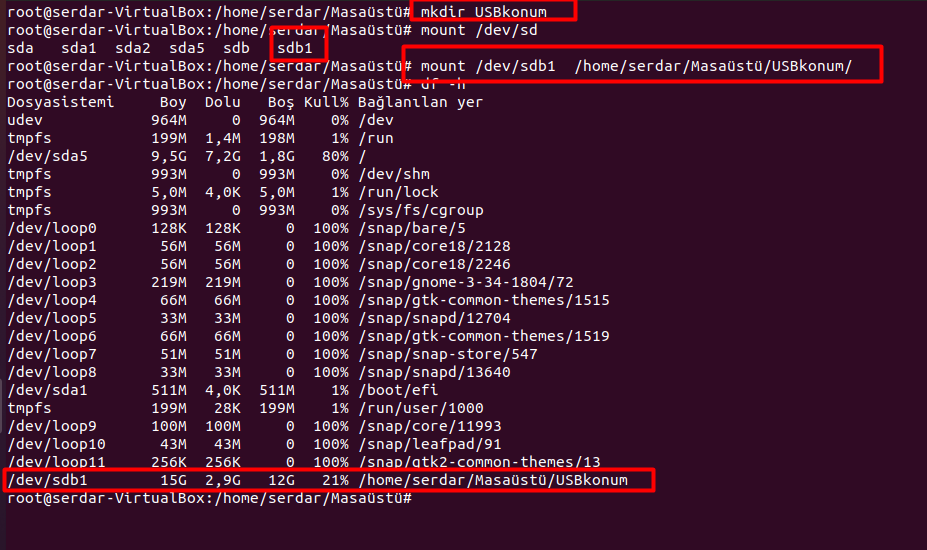 root@serdar-VirtualBox:/home/serdar/Masaüstü# mkdir USBkonum
root@serdar-VirtualBox:/home/serdar/Masaüstü# mount /dev/sd
sda   sda1  sda2  sda5  sdb   sdb1
root@serdar-VirtualBox:/home/serdar/Masaüstü# mount /dev/sdb1  /home/serdar/Masaüstü/USBkonum/
root@serdar-VirtualBox:/home/serdar/Masaüstü# df -h
Dosyasistemi     Boy  Dolu   Boş Kull% Bağlanılan yer
udev            964M     0  964M    0% /dev
tmpfs           199M  1,4M  198M    1% /run
/dev/sda5       9,5G  7,2G  1,8G   80% /
tmpfs           993M     0  993M    0% /dev/shm
tmpfs           5,0M  4,0K  5,0M    1% /run/lock
tmpfs           993M     0  993M    0% /sys/fs/cgroup
/dev/loop0      128K  128K     0  100% /snap/bare/5
/dev/loop1       56M   56M     0  100% /snap/core18/2128
/dev/loop2       56M   56M     0  100% /snap/core18/2246
/dev/loop3      219M  219M     0  100% /snap/gnome-3-34-1804/72
/dev/loop4       66M   66M     0  100% /snap/gtk-common-themes/1515
/dev/loop5       33M   33M     0  100% /snap/snapd/12704
/dev/loop6       66M   66M     0  100% /snap/gtk-common-themes/1519
/dev/loop7       51M   51M     0  100% /snap/snap-store/547
/dev/loop8       33M   33M     0  100% /snap/snapd/13640
/dev/sda1       511M  4,0K  511M    1% /boot/efi
tmpfs           199M   28K  199M    1% /run/user/1000
/dev/loop9      100M  100M     0  100% /snap/core/11993
/dev/loop10      43M   43M     0  100% /snap/leafpad/91
/dev/loop11     256K  256K     0  100% /snap/gtk2-common-themes/13
/dev/sdb1        15G  2,9G   12G   21% /home/serdar/Masaüstü/USBkonum
root@serdar-VirtualBox:/home/serdar/Masaüstü#